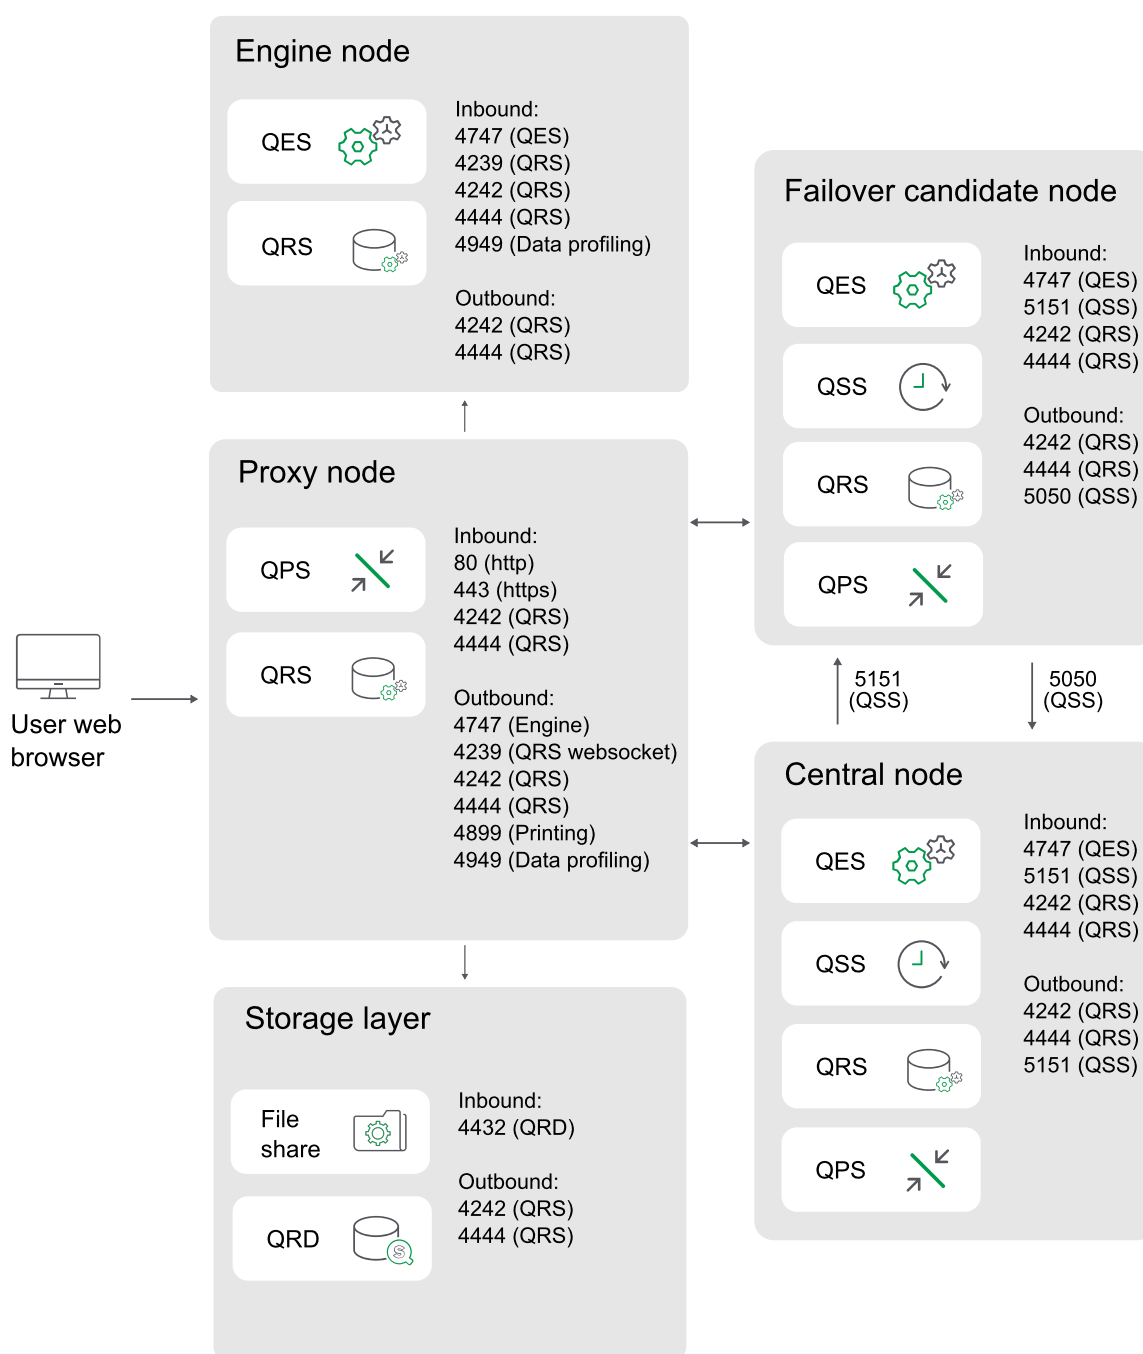 Engine node
QES
QRS
Inbound:
4747 (QES)
4239 (QRS)
4242 (QRS)
4444 (QRS)
4949 (Data profiling)
Outbound:
4242 (QRS)
4444 (QRS)
Failover candidate node
QES
QSS
QRS
QPS
Inbound:
4747 (QES)
5151 (QSS)
4242 (QRS)
4444 (QRS)
Outbound:
4242 (QRS)
4444 (QRS)
5050 (QSS)
Proxy node
QPS
QRS
Inbound:
80 (http)
443 (https)
4242 (QRS)
4444 (QRS)
Outbound:
4747 (Engine)
4239 (QRS websocket)
4242 (QRS)
4444 (QRS)
4899 (Printing)
4949 (Data profiling)
User web
browser
5151
(QSS)
5050
(QSS)
Central node
QES
QSS
QRS
QPS
Inbound:
4747 (QES)
5151 (QSS)
4242 (QRS)
4444 (QRS)
Outbound:
4242 (QRS)
4444 (QRS)
5151 (QSS)
Storage layer
File
share
QRD
S
Inbound:
4432 (QRD)
Outbound:
4242 (QRS)
4444 (QRS)